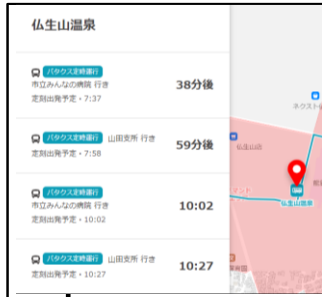 仏生山温泉
バタクス定時運行
市立みんなの病院 行き
定刻出発予定・7:37
38分後
バタクス定時運行 山田支所 行き
定刻出発予定・7:58
59分後
バタクス定時運行
市立みんなの病院 行き
定刻出発予定・10:02
10:02
バタクス定時運行 山田支所 行き
定刻出発予定・10:27
10:27
仏生山温泉